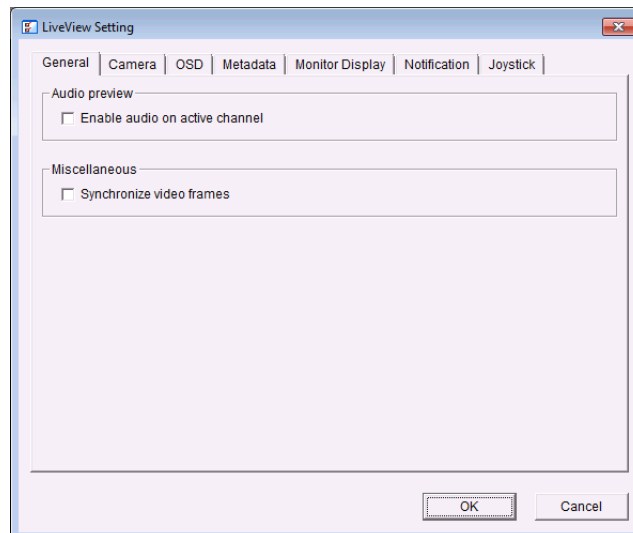 LiveView Setting
General Camera OSD Metadata Monitor Display Notification Joystick
Audio preview
Enable audio on active channel
Miscellaneous
Synchronize video frames
OK Cancel